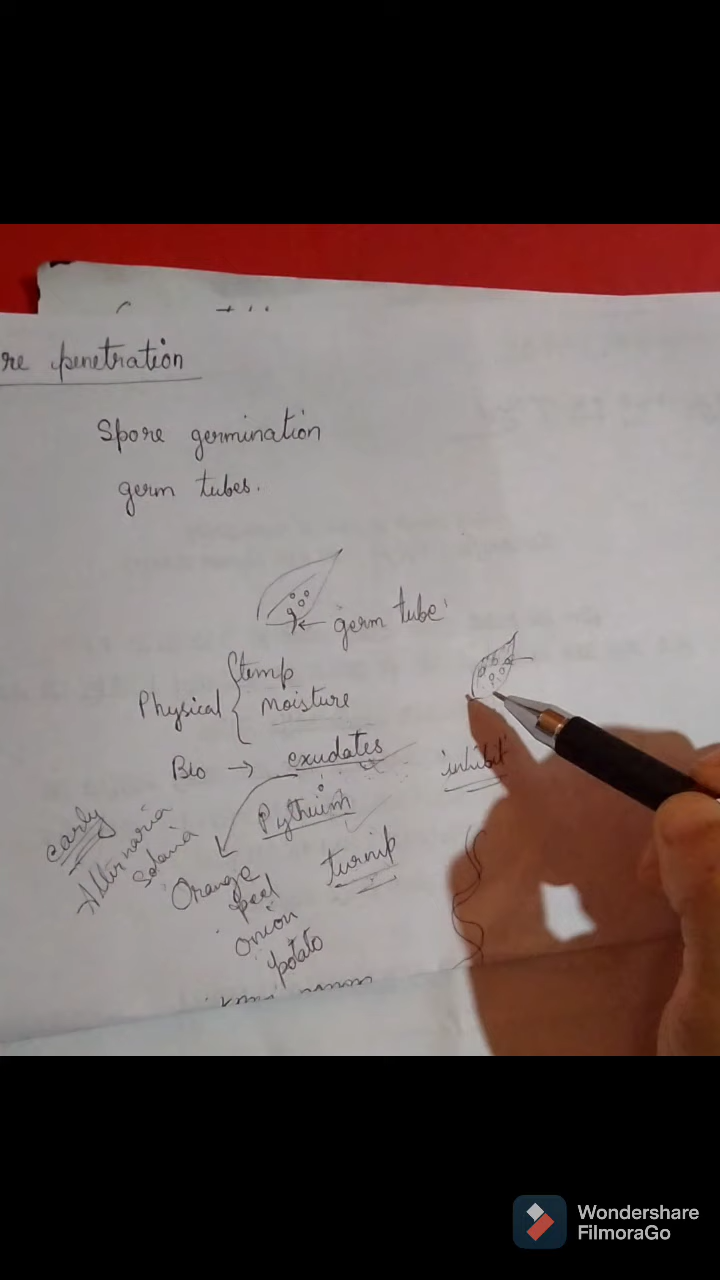 re penetration
Spore germination
germ tubes.
germ tube
Physical
temp
moisture
Bio → exudates
inhibit
Pythium
early
Alternaria
Solania
Orange
peel
onion
potato
turnip
Wondershare
FilmoraGo